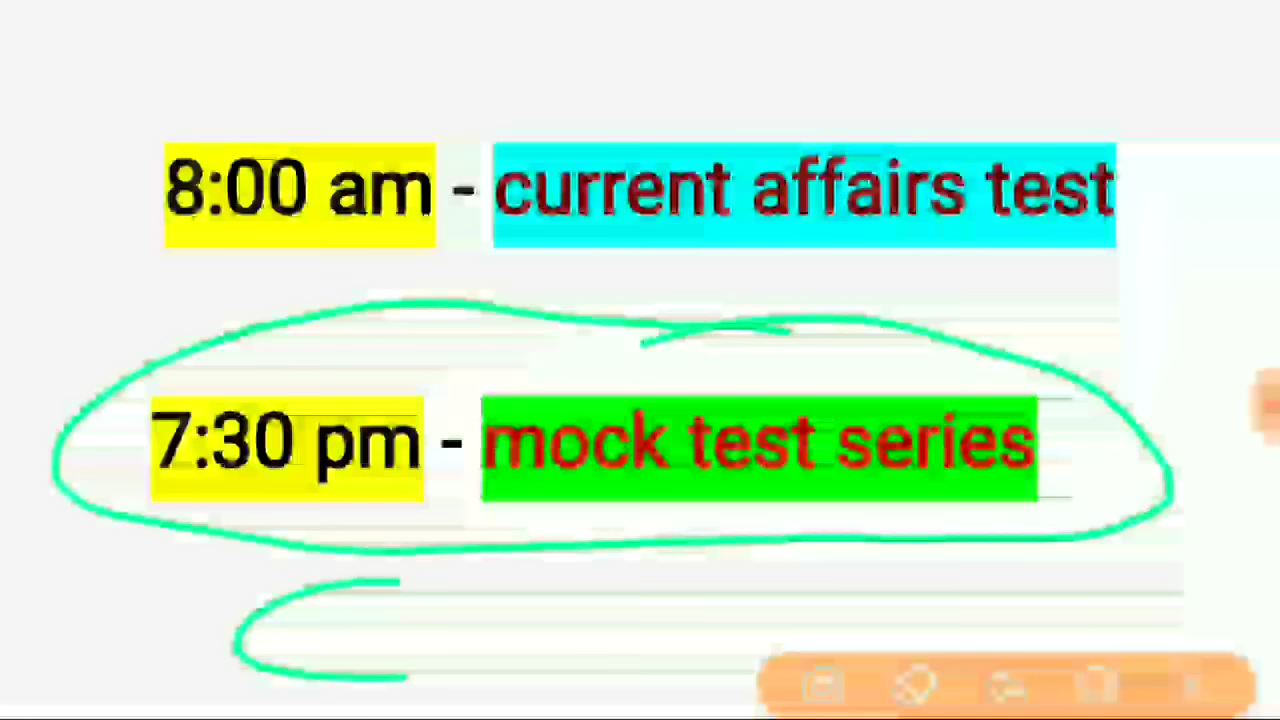 8:00 am - current affairs test
7:30 pm - mock test series